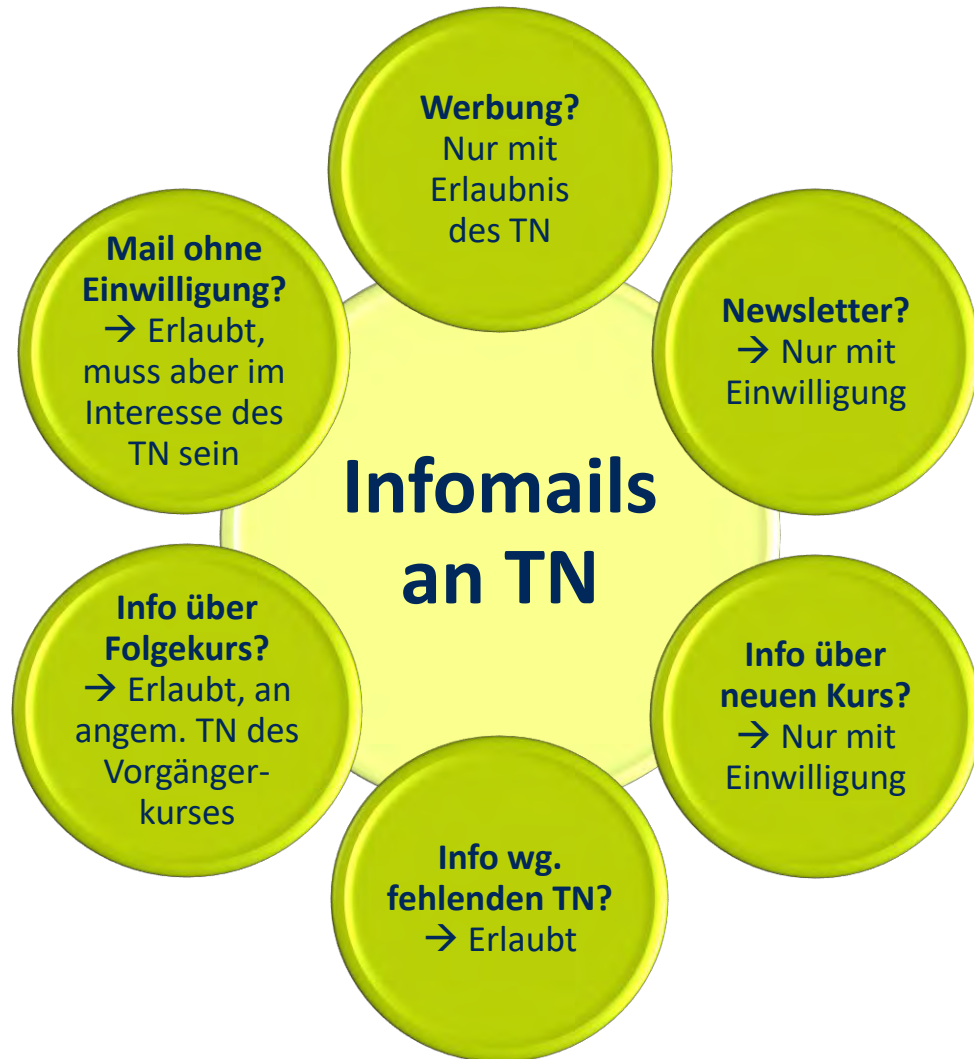 Werbung?
Nur mit
Erlaubnis
des TN
Newsletter?
→ Nur mit
Einwilligung
Info über
neuen Kurs?
→ Nur mit
Einwilligung
Info wg.
fehlenden TN?
→ Erlaubt
Info über
Folgekurs?
→ Erlaubt, an
angem. TN des
Vorgänger-
kurses
Mail ohne
Einwilligung?
→ Erlaubt,
muss aber im
Interesse des
TN sein
Infomails
an TN